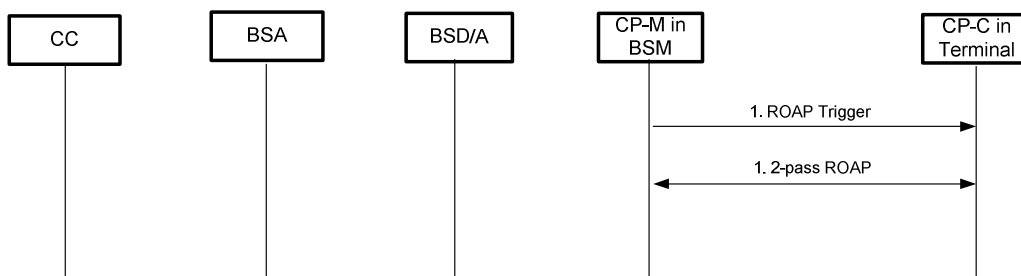 CC
BSA
BSD/A
CP-M in
BSM
CP-C in
Terminal
1. ROAP Trigger
1. 2-pass ROAP